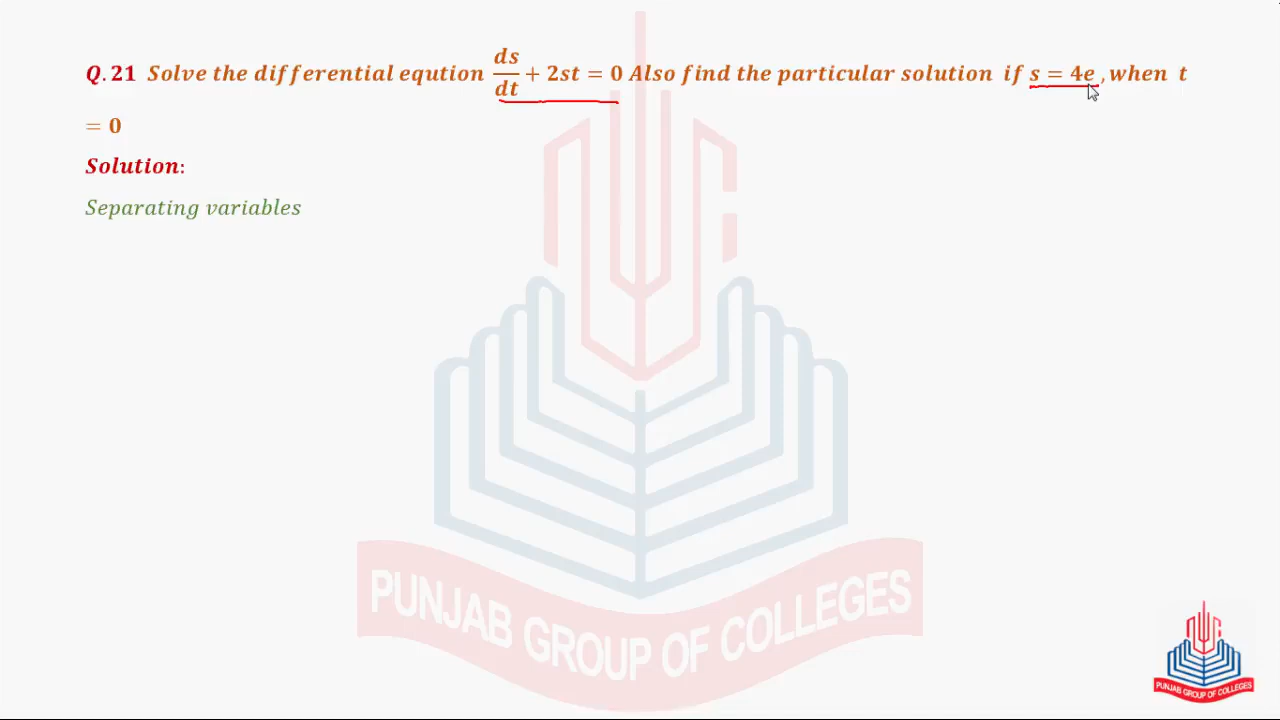 Q.21 Solve the differential eqution ds/dt + 2st = 0 Also find the particular solution if s = 4e ,when t
= 0
Solution:
Separating variables
PUNJAB GROUP OF COLLEGES
PUNJAB GROUP OF COLLEGES